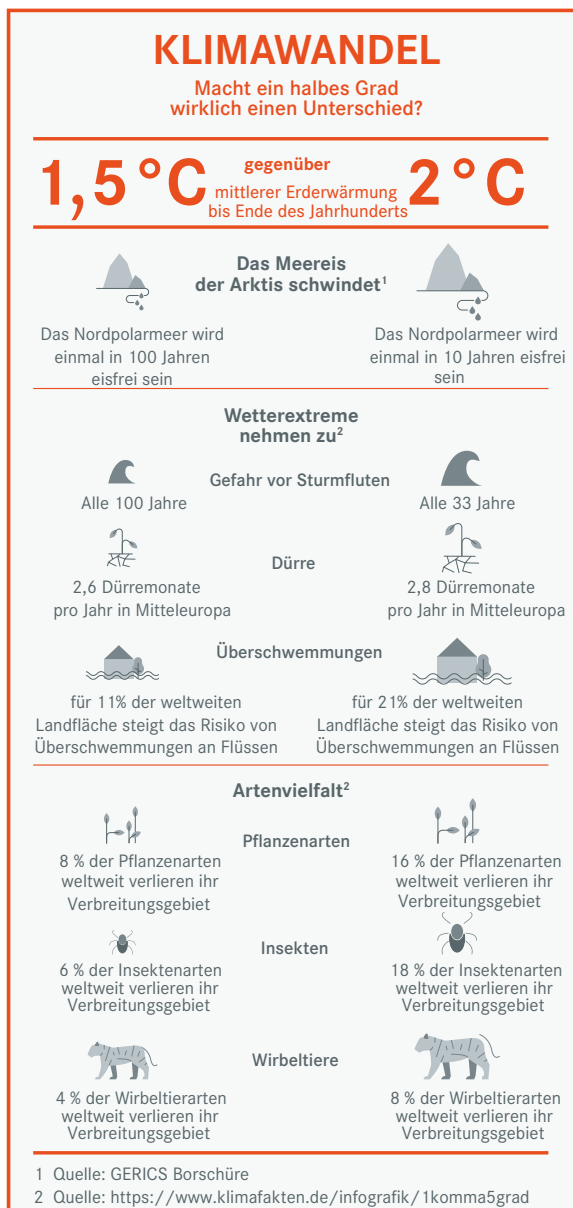 KLIMAWANDEL
Macht ein halbes Grad
wirklich einen Unterschied?
1,5 °C
gegenüber
mittlerer Erderwärmung
bis Ende des Jahrhunderts
2 °C
Das Meereis
der Arktis schwindet¹
Das Nordpolarmeer wird
einmal in 100 Jahren
eisfrei sein
Das Nordpolarmeer wird
einmal in 10 Jahren eisfrei
sein
Wetterextreme
nehmen zu²
Gefahr vor Sturmfluten
Alle 100 Jahre
Alle 33 Jahre
Dürre
2,6 Dürremonate
pro Jahr in Mitteleuropa
2,8 Dürremonate
pro Jahr in Mitteleuropa
Überschwemmungen
für 11% der weltweiten
Landfläche steigt das Risiko von
Überschwemmungen an Flüssen
für 21% der weltweiten
Landfläche steigt das Risiko von
Überschwemmungen an Flüssen
Artenvielfalt²
Pflanzenarten
8 % der Pflanzenarten
weltweit verlieren ihr
Verbreitungsgebiet
16 % der Pflanzenarten
weltweit verlieren ihr
Verbreitungsgebiet
Insekten
6 % der Insektenarten
weltweit verlieren ihr
Verbreitungsgebiet
18 % der Insektenarten
weltweit verlieren ihr
Verbreitungsgebiet
Wirbeltiere
4 % der Wirbeltierarten
weltweit verlieren ihr
Verbreitungsgebiet
8 % der Wirbeltierarten
weltweit verlieren ihr
Verbreitungsgebiet
1 Quelle: GERICS Borschüre
2 Quelle: https://www.klimafakten.de/infografik/1komma5grad